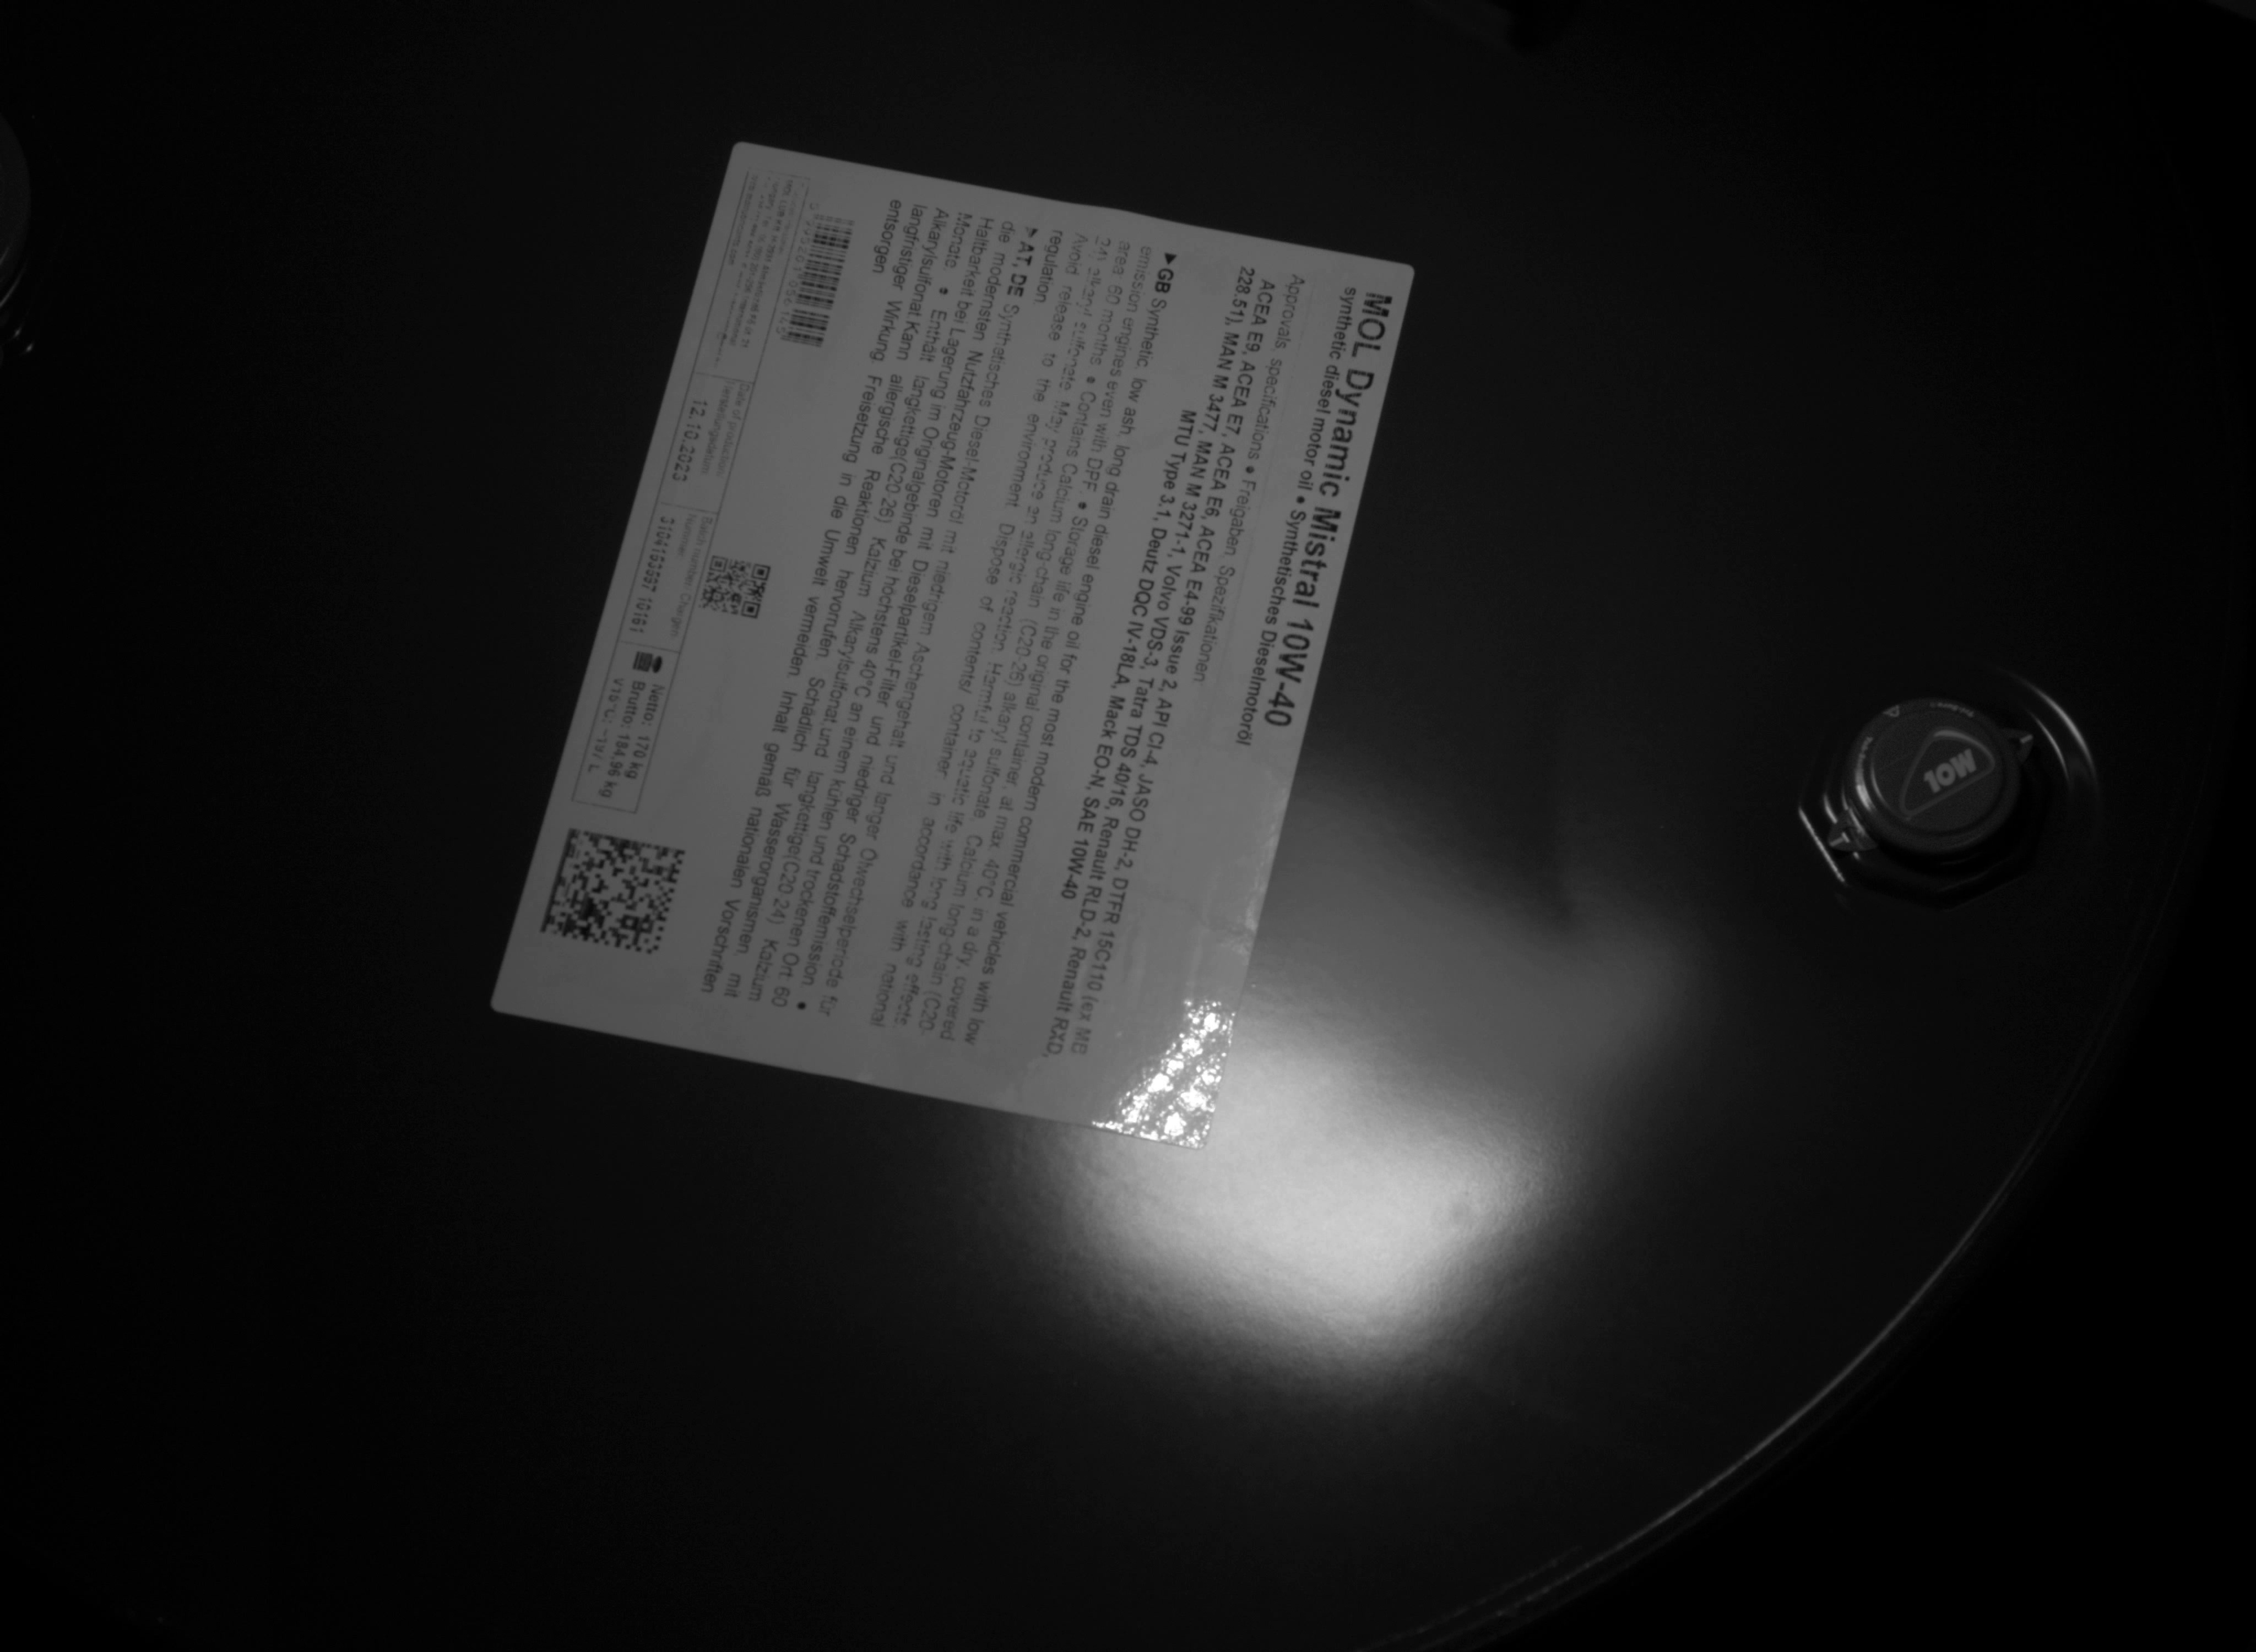 MOL Dynamic Mistral 10W-40
synthetic diesel motor oil • Synthetisches Dieselmotoröl
Approvals, specifications • Freigaben, Spezifikationen
ACEA E9, ACEA E7, ACEA E6, ACEA E4-99 Issue 2, API CI-4, JASO DH-2, DTFR 15C110 (ex MB
228.51), MAN M 3477, MAN M 3271-1, Volvo VDS-3, Tatra TDS 40/16, Renault RLD-2, Renault RXD,
MTU Type 3.1, Deutz DQC IV-18LA, Mack EO-N, SAE 10W-40
▶ GB Synthetic, low ash, long drain diesel engine oil for the most modern commercial vehicles with low
emission engines even with DPF. • Storage life in the original container, at max. 40°C, in a dry, covered
area: 60 months • Contains Calcium long-chain (C20-26) alkaryl sulfonate, Calcium long-chain (C20-
24) alkaryl sulfonate May produce an allergic reaction. Harmful to aquatic life with long lasting effects.
Avoid release to the environment. Dispose of contents/ container in accordance with national
regulation
▶ AT, DE Synthetisches Diesel-Motoröl mit niedrigem Aschengehalt und langer Ölwechselperiode für
die modernsten Nutzfahrzeug-Motoren mit Dieselpartikel-Filter und niedriger Schadstoffemission •
Haltbarkeit bei Lagerung im Originalgebinde bei höchstens 40°C an einem kühlen und trockenen Ort: 60
Monate • Enthält langkettige(C20-26) Kalzium Alkarylsulfonat und langkettige(C20-24) Kalzium
Alkarylsulfonat Kann allergische Reaktionen hervorrufen. Schädlich für Wasserorganismen, mit
langfristiger Wirkung. Freisetzung in die Umwelt vermeiden. Inhalt gemäß nationalen Vorschriften
entsorgen
Date of production:
12.10.2023
Batch number: Chargen
Nummer:
Netto: 170 kg
Brutto: 184.96 kg
MOL